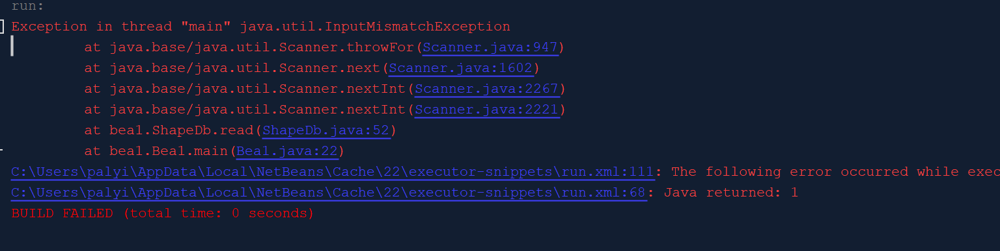 run:
Exception in thread "main" java.util.InputMismatchException
at java.base/java.util.Scanner.throwFor(Scanner.java:947)
at java.base/java.util.Scanner.next(Scanner.java:1602)
at java.base/java.util.Scanner.nextInt(Scanner.java:2267)
at java.base/java.util.Scanner.nextInt(Scanner.java:2221)
at bea1.ShapeDb.read(ShapeDb.java:52)
at bea1.Bea1.main(Bea1.java:22)
C:\Users\palyi\AppData\Local\NetBeans\Cache\22\executor-snippets\run.xml:111: The following error occurred while exec
C:\Users\palyi\AppData\Local\NetBeans\Cache\22\executor-snippets\run.xml:68: Java returned: 1
BUILD FAILED (total time: 0 seconds)